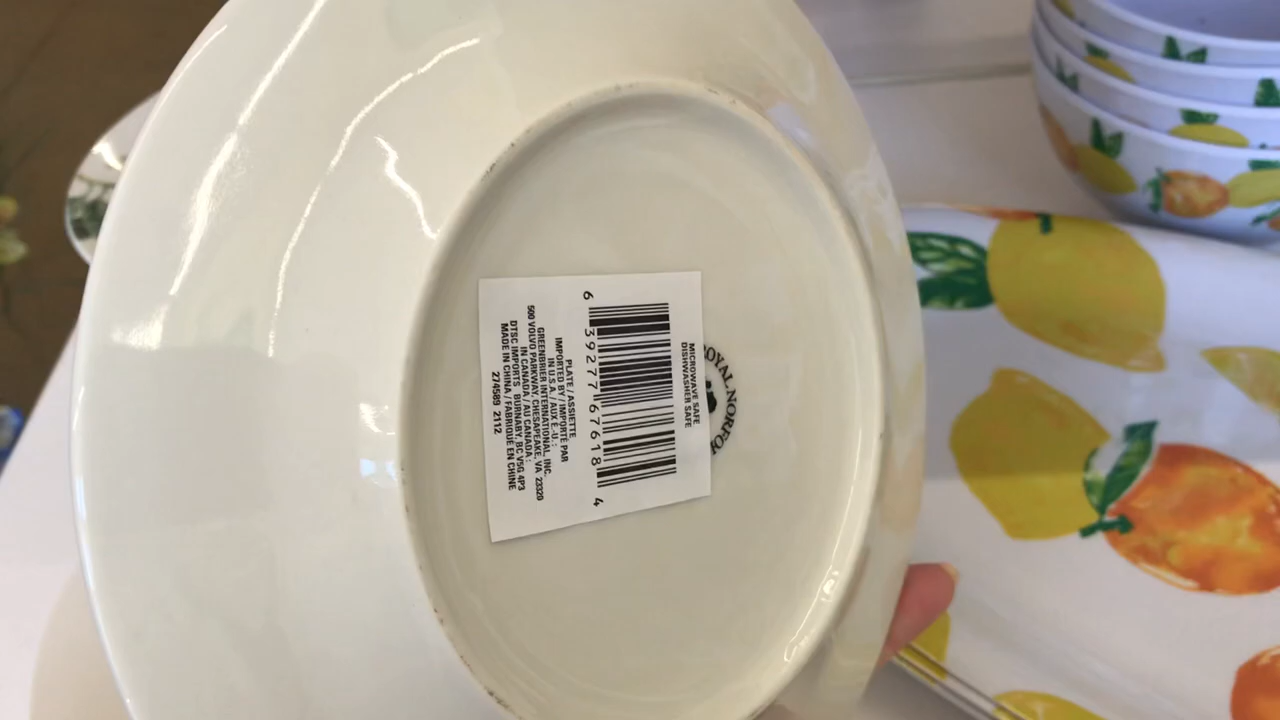 MICROWAVE SAFE
DISHWASHER SAFE
6 39277 67618 4
PLATE / ASSIETTE
IMPORTED BY / IMPORTÉ PAR
IN U.S.A. / AUX É.-U. :
GREENBRIER INTERNATIONAL, INC.
500 VOLVO PARKWAY, CHESAPEAKE, VA 23320
IN CANADA / AU CANADA :
DTSC IMPORTS BURNABY, BC V5G 4P3
MADE IN CHINA / FABRIQUÉ EN CHINE
274589 2112
OYAL NORFOL